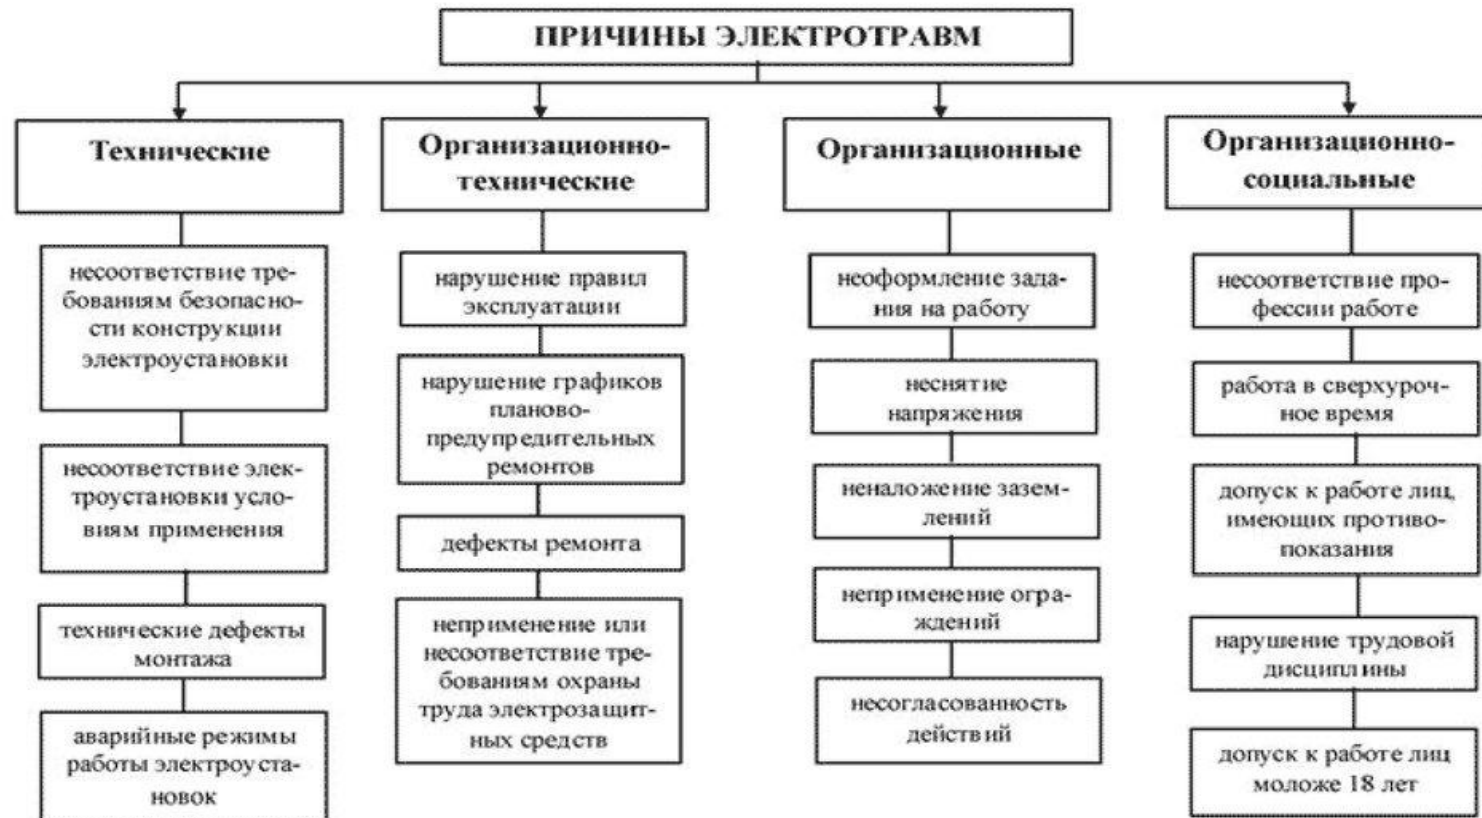 ПРИЧИНЫ ЭЛЕКТРОТРАВМ
Технические
несоответствие тре-
бованиям безопасно-
сти конструкции
электроустановки
несоответствие элек-
троустановки усло-
виям применения
технические дефекты
монтажа
аварийные режимы
работы электроуста-
новок
Организационно-
технические
нарушение правил
эксплуатации
нарушение графиков
планово-
предупредительных
ремонтов
дефекты ремонта
неприменение или
несоответствие тре-
бованиям охраны
труда электрозащит-
ных средств
Организационные
неоформление зада-
ния на работу
неснятие
напряжения
неналожение зазем-
лений
неприменение огра-
ждений
несогласованность
действий
Организационно-
социальные
несоответствие про-
фессии работе
работа в сверхуроч-
ное время
допуск к работе лиц,
имеющих противо-
показания
нарушение трудовой
дисциплины
допуск к работе лиц
моложе 18 лет